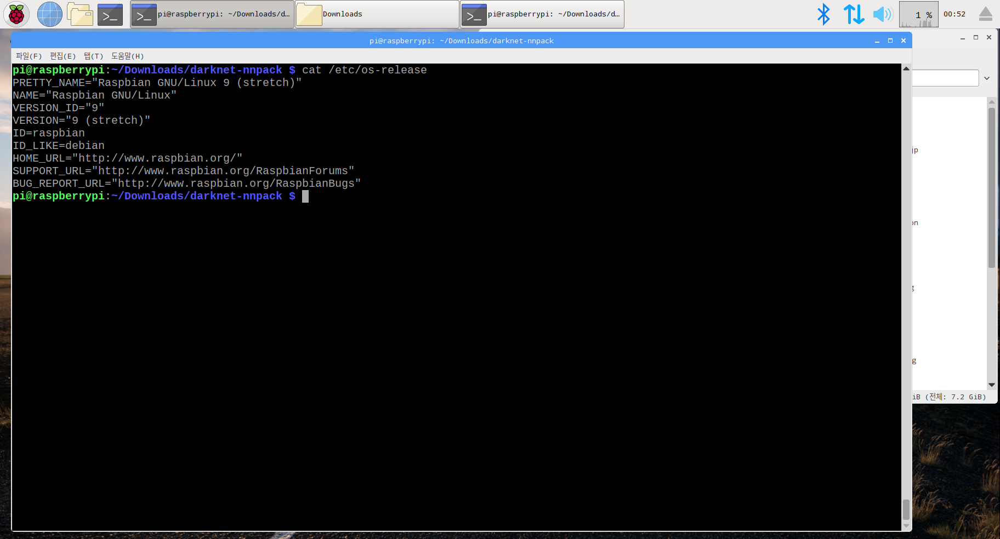 pi@raspberrypi: ~/Downloads/d...
Downloads
pi@raspberrypi: ~/Downloads/d...
1 %
00:52
pi@raspberrypi: ~/Downloads/darknet-nnpack
파일(F) 편집(E) 탭(T) 도움말(H)
pi@raspberrypi:~/Downloads/darknet-nnpack $ cat /etc/os-release
PRETTY_NAME="Raspbian GNU/Linux 9 (stretch)"
NAME="Raspbian GNU/Linux"
VERSION_ID="9"
VERSION="9 (stretch)"
ID=raspbian
ID_LIKE=debian
HOME_URL="http://www.raspbian.org/"
SUPPORT_URL="http://www.raspbian.org/RaspbianForums"
BUG_REPORT_URL="http://www.raspbian.org/RaspbianBugs"
pi@raspberrypi:~/Downloads/darknet-nnpack $
jp
on
g
g
iB (전체: 7.2 GiB)